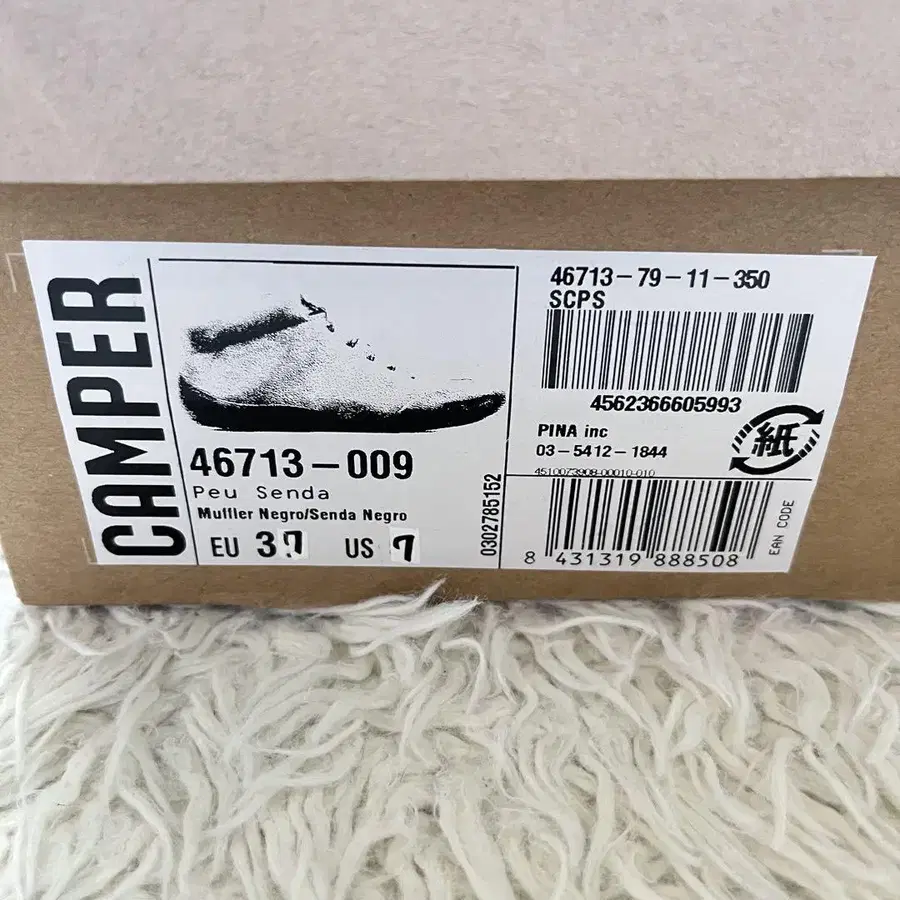 CAMPER
46713-009
Peu Senda
Muffler Negro/Senda Negro
EU 37 US 7
0302785152
46713-79-11-350
SCPS
4562366605993
PINA inc
03-5412-1844
紙
4510073908-00010-010
8 431319 888508
EAN CODE